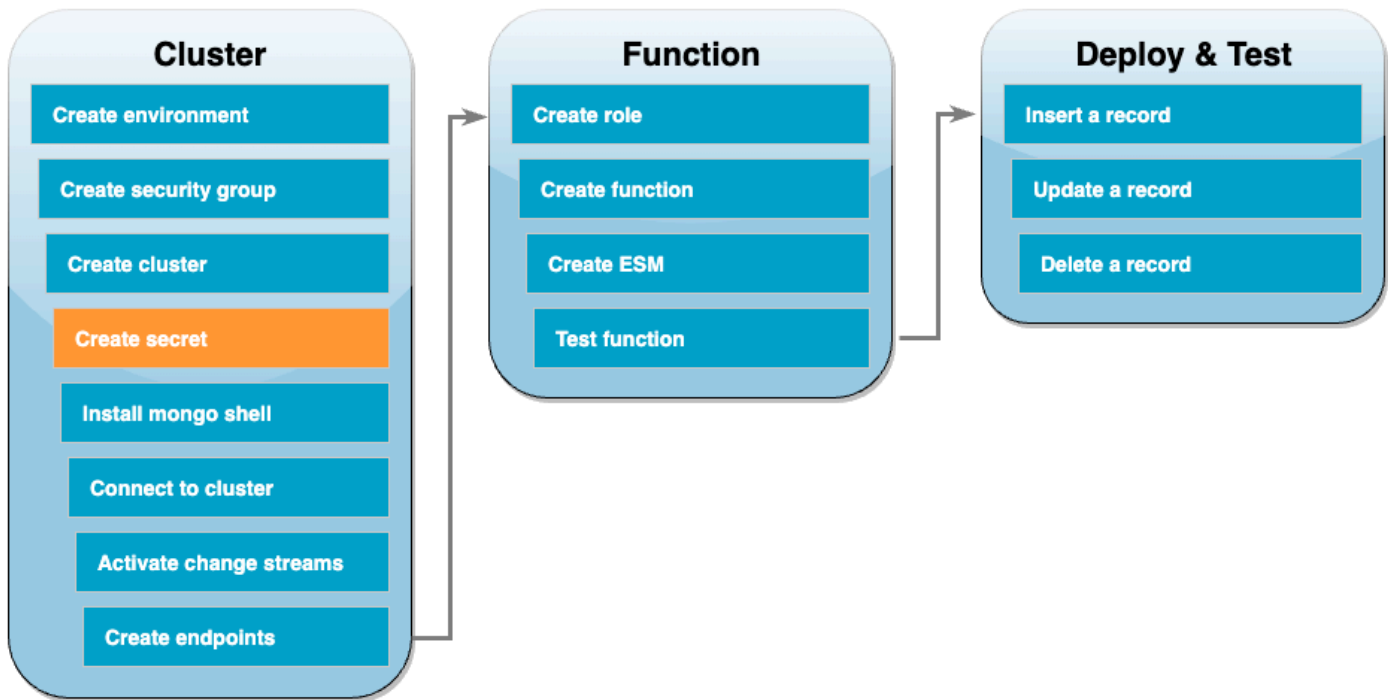 Cluster
Create environment
Create security group
Create cluster
Create secret
Install mongo shell
Connect to cluster
Activate change streams
Create endpoints
Function
Create role
Create function
Create ESM
Test function
Deploy & Test
Insert a record
Update a record
Delete a record